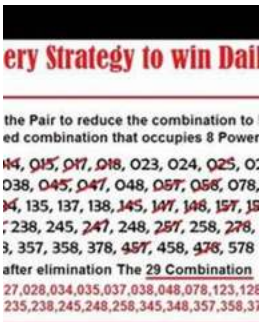 ery Strategy to win Dail
the Pair to reduce the combination to
ed combination that occupies 8 Power
014, 015, 017, 018, 023, 024, 025, 0
038, 045, 047, 048, 057, 058, 078,
135, 137, 138, 145, 147, 148, 157, 15
238, 245, 247, 248, 257, 258, 278,
357, 358, 378, 457, 458, 478, 578
after elimination The 29 Combination
27,028,034,035,037,038,048,078,123,128
235,238,245,248,258,345,348,357,358,37